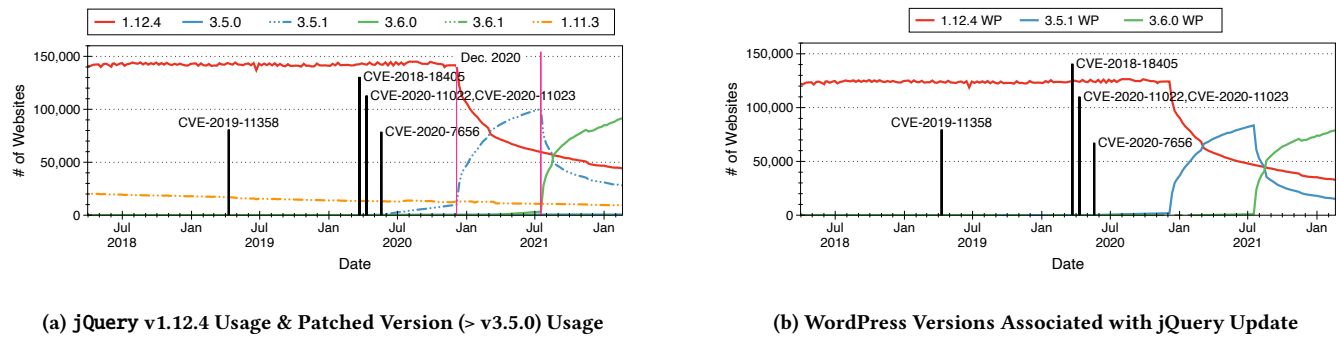 1.12.4 3.5.0 3.5.1 3.6.0 3.6.1 1.11.3
150,000
100,000
50,000
0
# of Websites
Dec. 2020
CVE-2018-18405
CVE-2020-11022,CVE-2020-11023
CVE-2019-11358
CVE-2020-7656
Jul Jan Jul Jan Jul Jan Jul Jan
2018 2019 2020 2021
Date
(a) jQuery v1.12.4 Usage & Patched Version (> v3.5.0) Usage
1.12.4 WP 3.5.1 WP 3.6.0 WP
150,000
100,000
50,000
0
# of Websites
CVE-2018-18405
CVE-2020-11022,CVE-2020-11023
CVE-2019-11358
CVE-2020-7656
Jul Jan Jul Jan Jul Jan Jul Jan
2018 2019 2020 2021
Date
(b) WordPress Versions Associated with jQuery Update